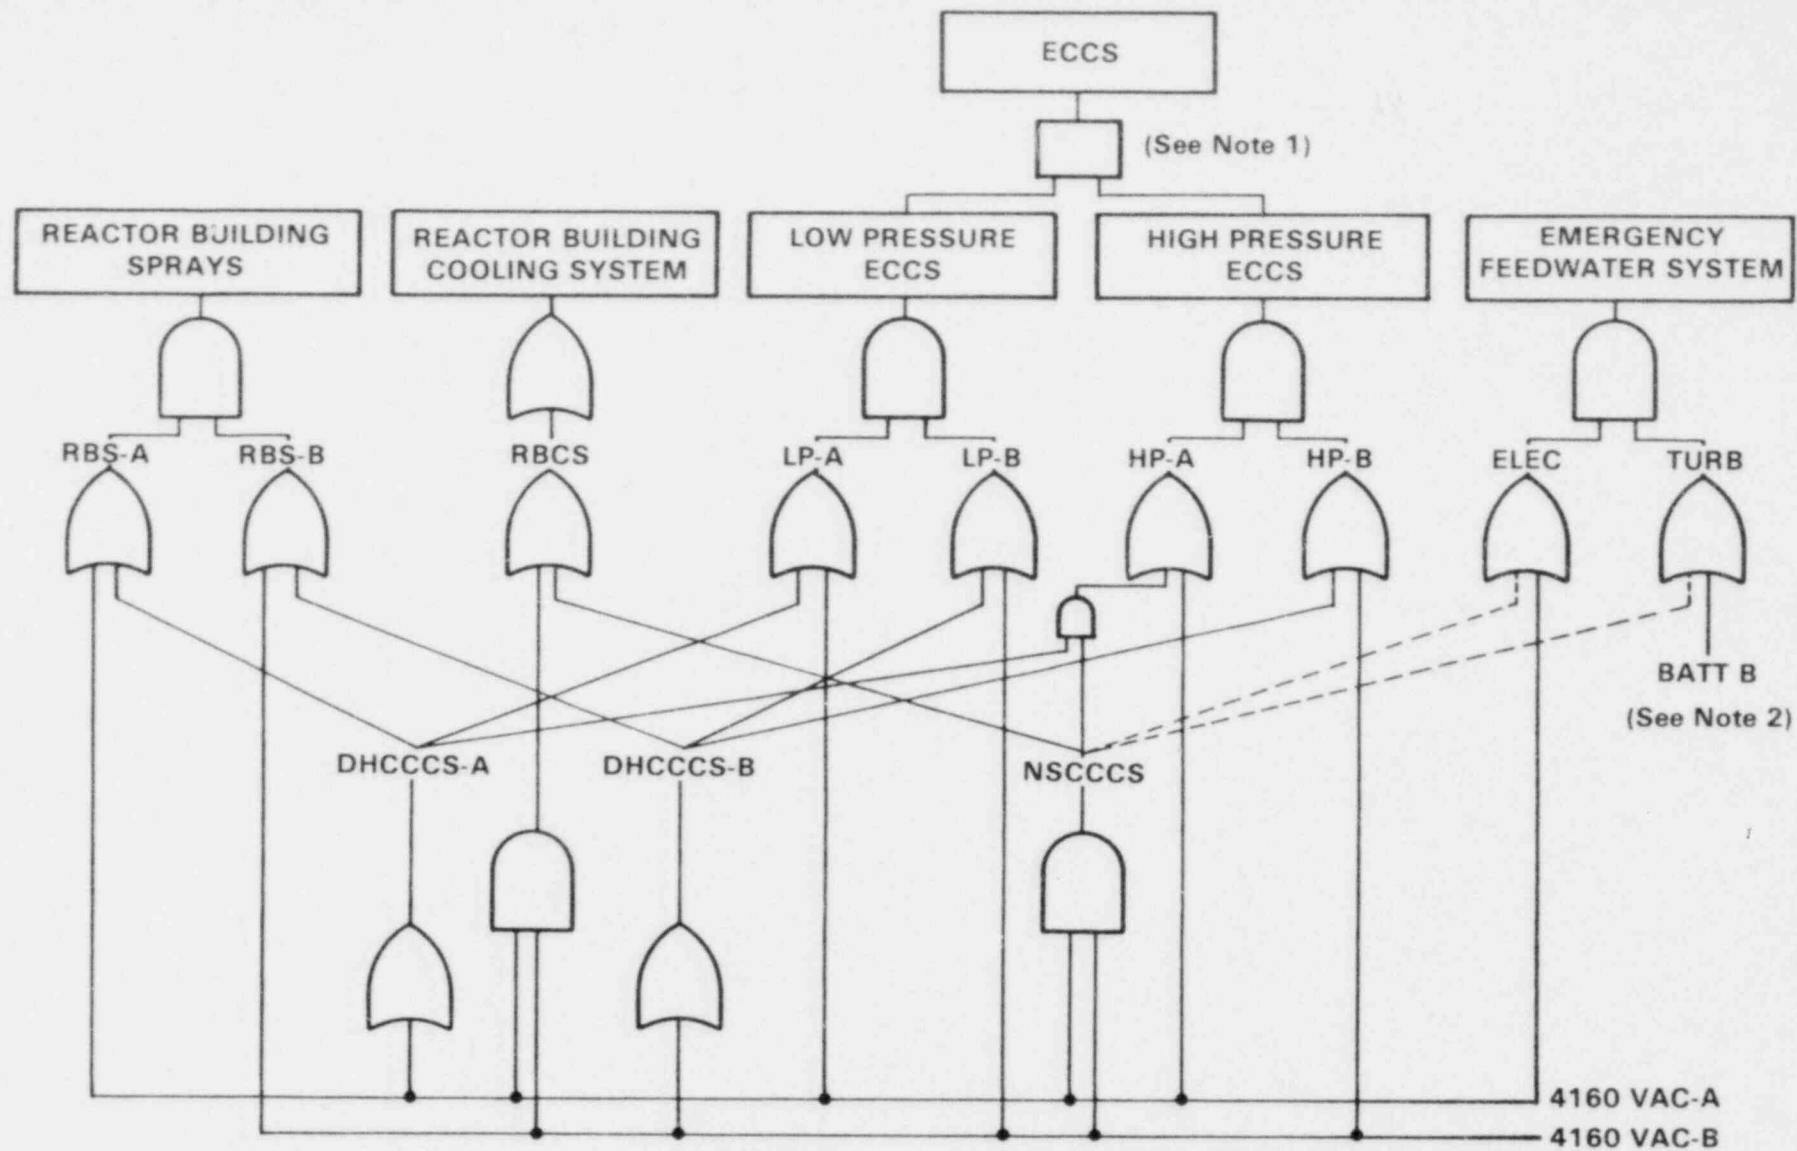 ECCS
(See Note 1)
REACTOR BUILDING
SPRAYS
REACTOR BUILDING
COOLING SYSTEM
LOW PRESSURE
ECCS
HIGH PRESSURE
ECCS
EMERGENCY
FEEDWATER SYSTEM
RBS-A
RBS-B
RBCS
LP-A
LP-B
HP-A
HP-B
ELEC
TURB
BATT B
(See Note 2)
DHCCCS-A
DHCCCS-B
NSCCCS
4160 VAC-A
4160 VAC-B